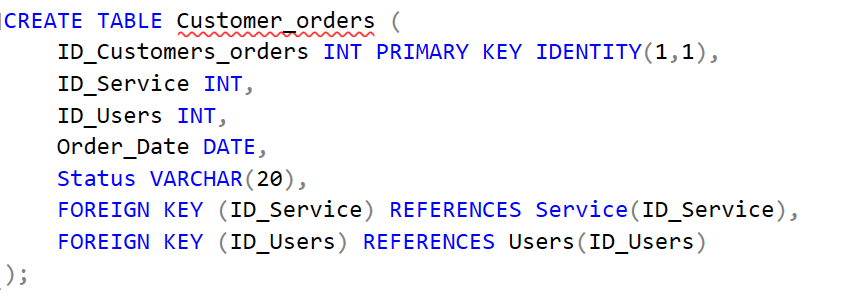 CREATE TABLE Customer_orders (
    ID_Customers_orders INT PRIMARY KEY IDENTITY(1,1),
    ID_Service INT,
    ID_Users INT,
    Order_Date DATE,
    Status VARCHAR(20),
    FOREIGN KEY (ID_Service) REFERENCES Service(ID_Service),
    FOREIGN KEY (ID_Users) REFERENCES Users(ID_Users)
);